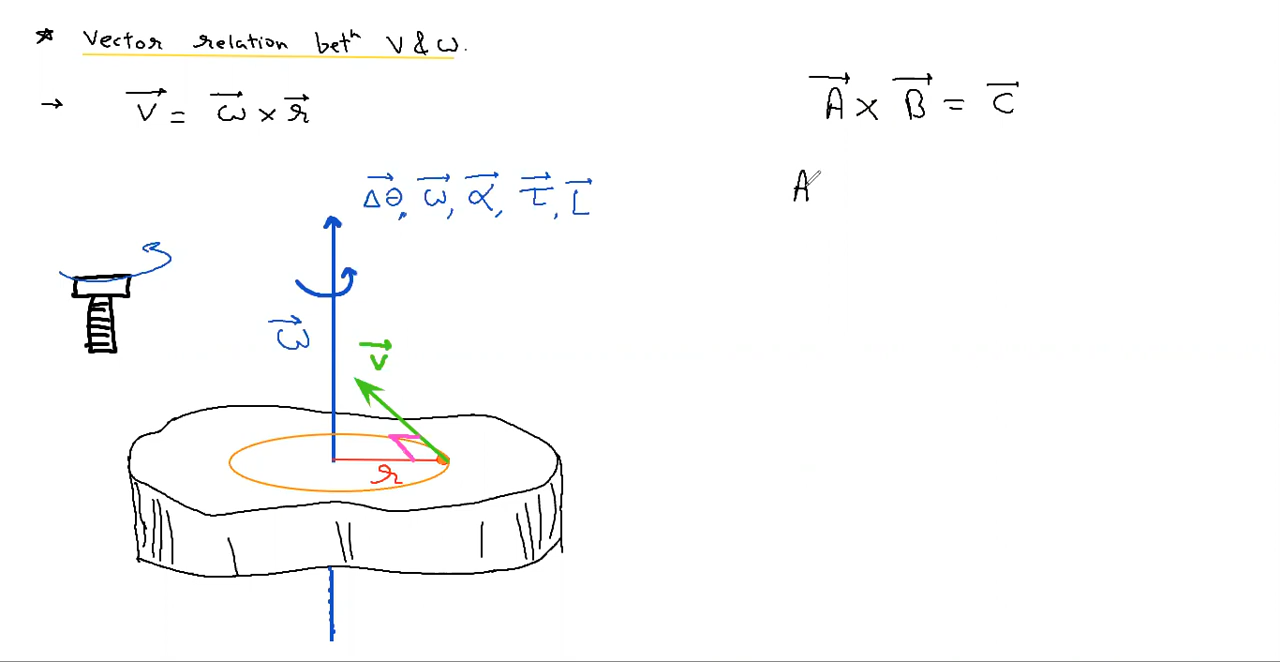 * Vector relation betⁿ V & ω.
→ V⃗ = ω⃗ × r⃗
A⃗ × B⃗ = C⃗
Δθ⃗, ω⃗, α⃗, τ⃗, L⃗
A
ω⃗
v⃗
r